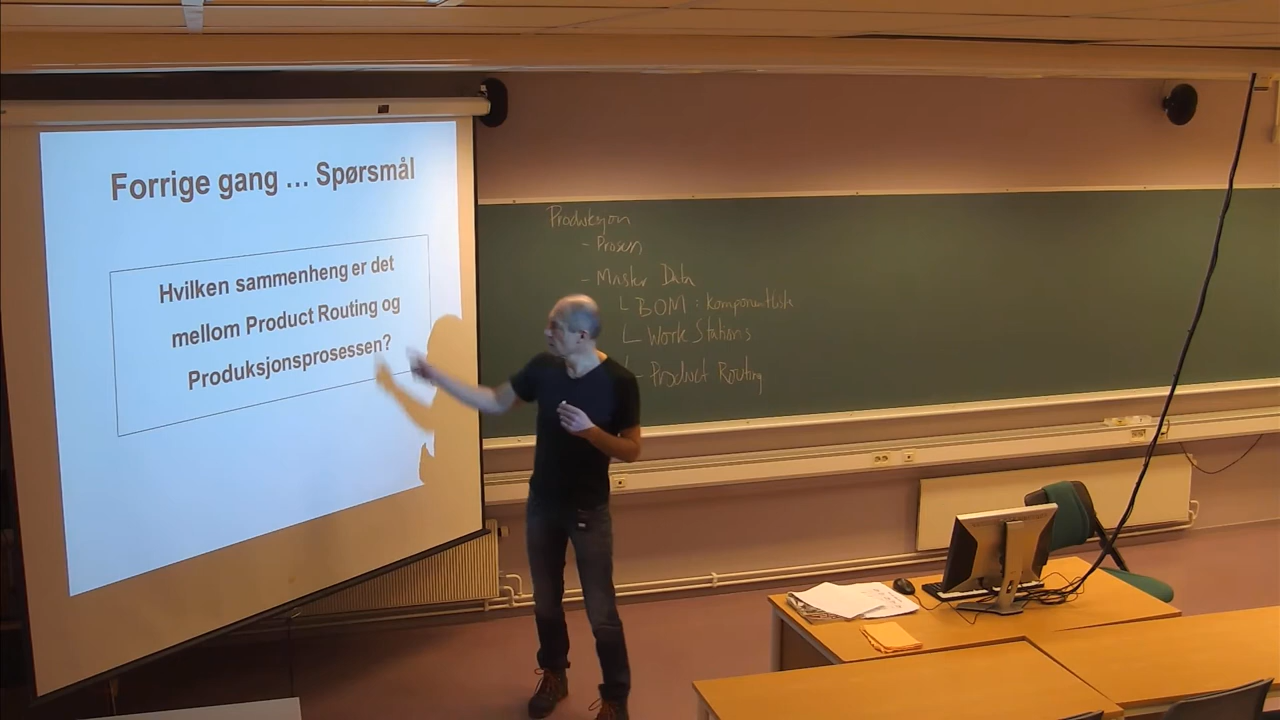 Forrige gang ... Spørsmål
Hvilken sammenheng er det
mellom Product Routing og
Produksjonsprosessen?
Produksjon
- Prosess
- Master Data
BOM : komponentliste
Work Stations
- Product Routing